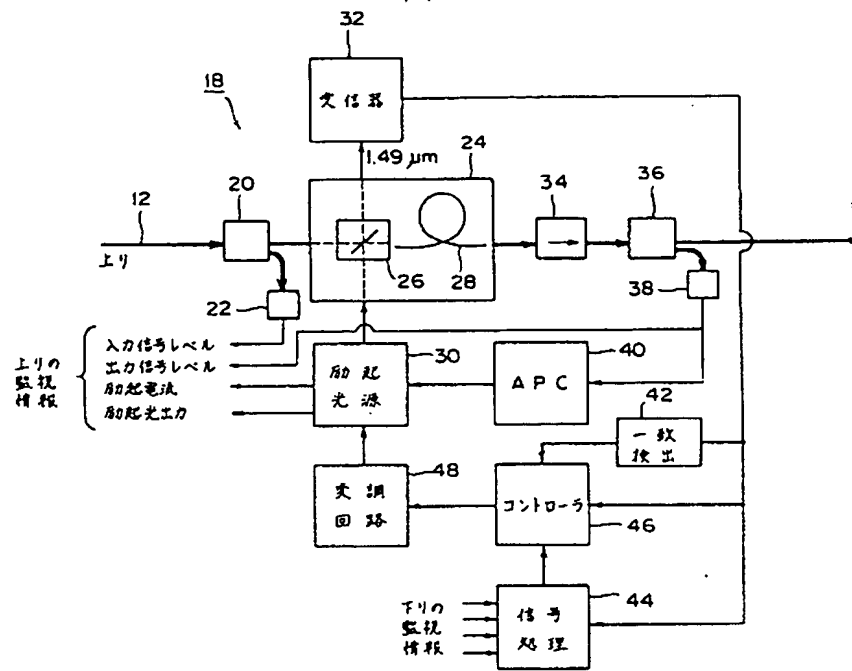 32
18
受信器
1.49 μm
24
12
20
34
36
上り
26
28
38
22
上りの
監視
情報
入力信号レベル
出力信号レベル
励起電流
励起光出力
30
励起
光源
40
APC
42
一致
検出
48
変調
回路
コントローラ
46
下りの
監視
情報
44
信号
処理